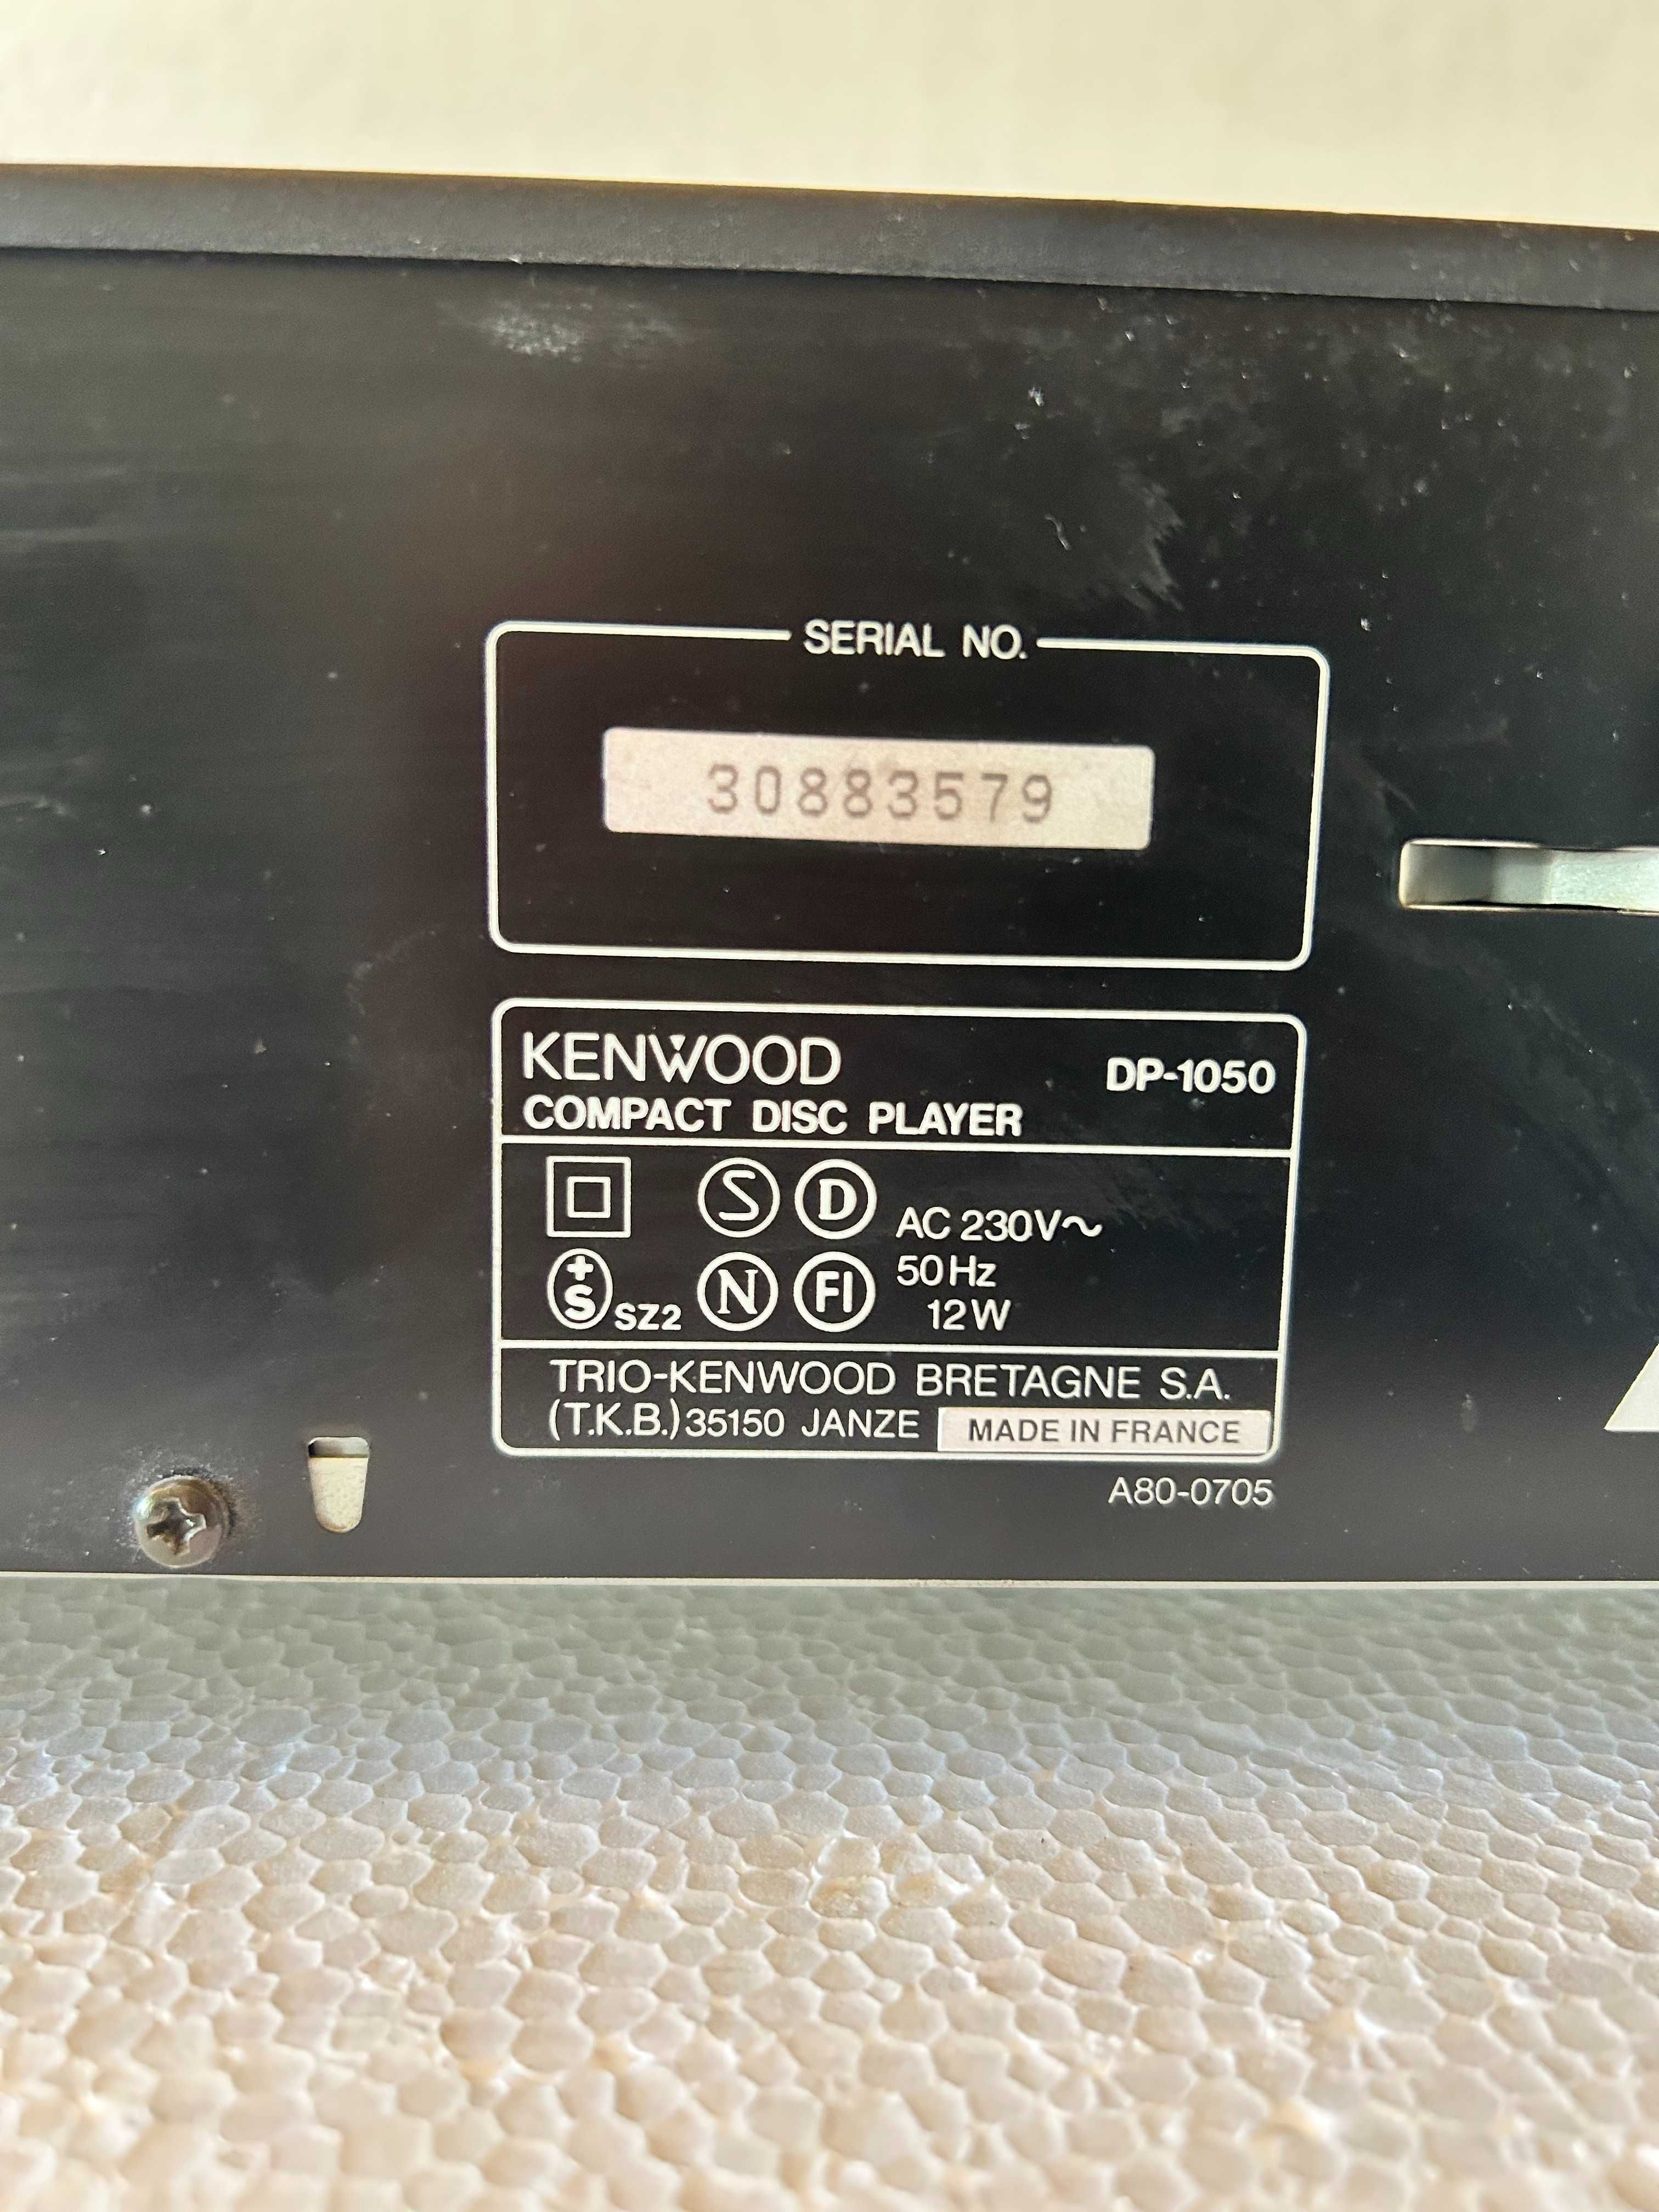 SERIAL NO.
30883579
KENWOOD DP-1050
COMPACT DISC PLAYER
S D AC 230V~
+S SZ2 N FI 50Hz
12W
TRIO-KENWOOD BRETAGNE S.A.
(T.K.B.) 35150 JANZE MADE IN FRANCE
A80-0705